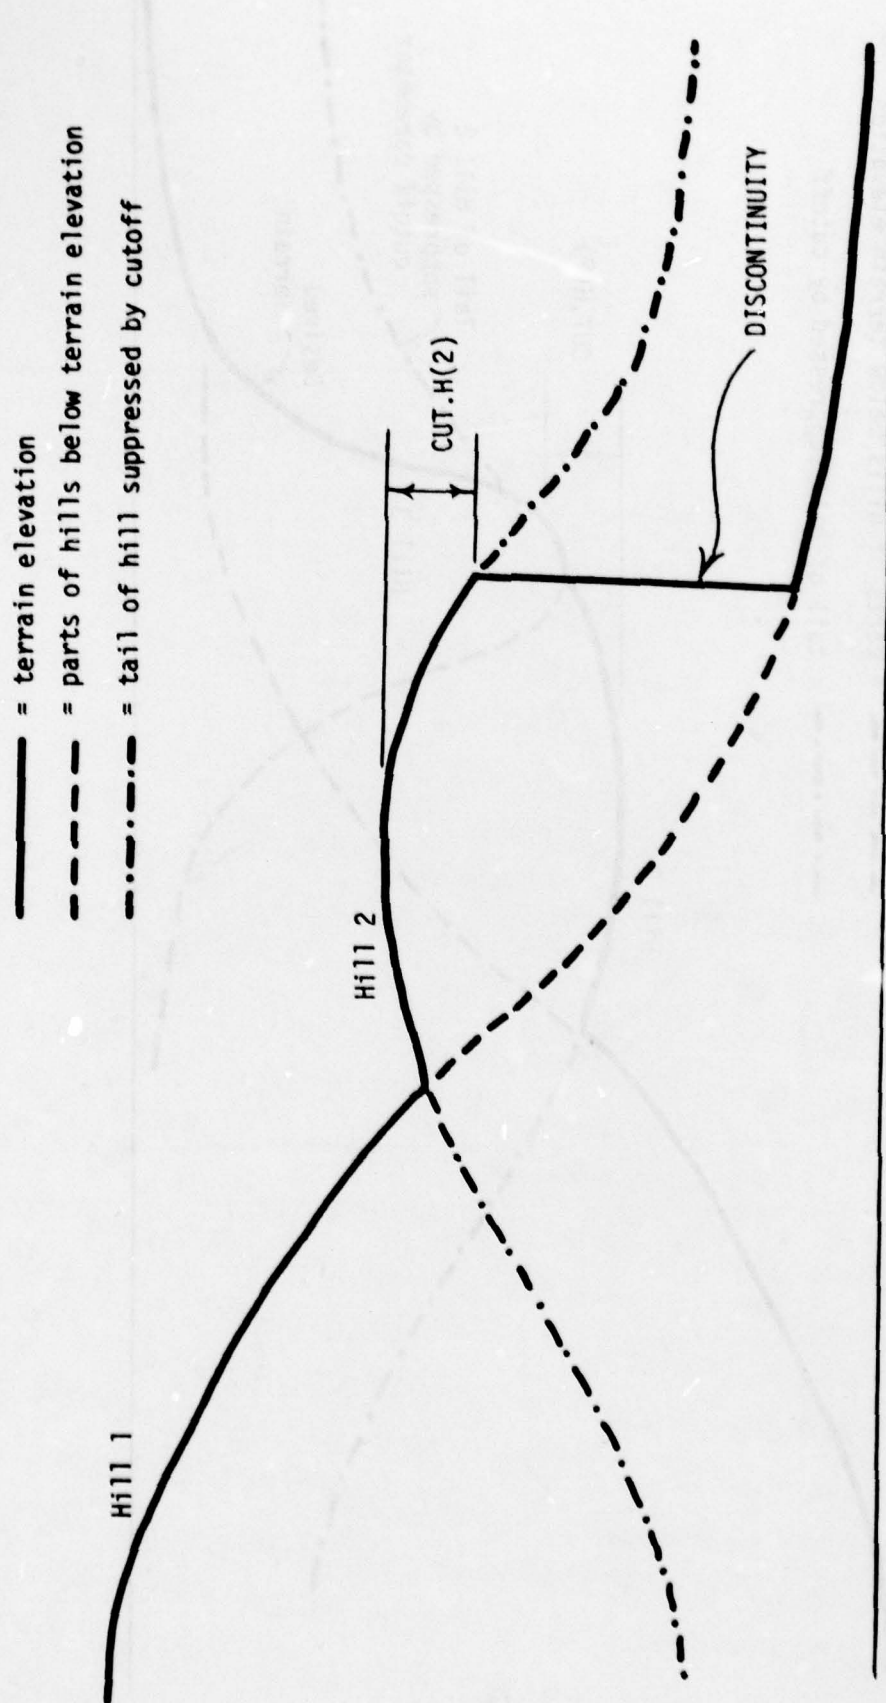 = terrain elevation
= parts of hills below terrain elevation
= tail of hill suppressed by cutoff
Hill 1
Hill 2
CUT.H(2)
DISCONTINUITY